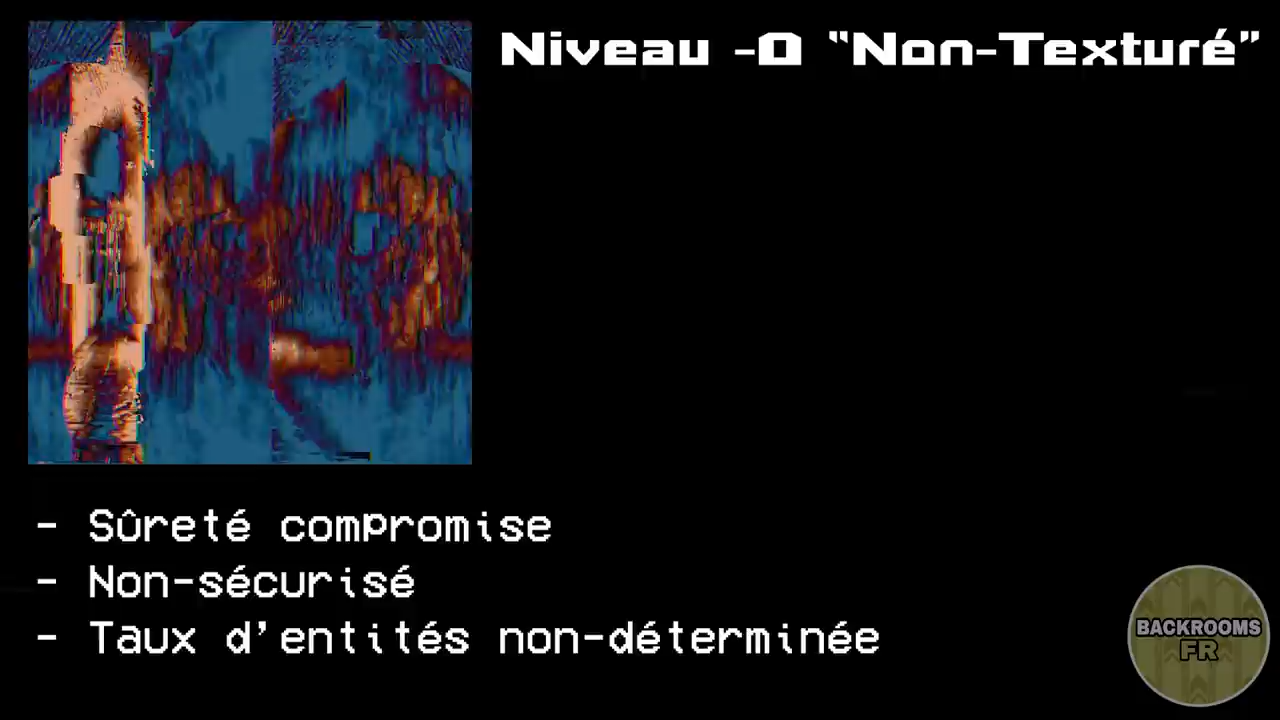 Niveau -0 “Non-Texturé”
- Sûreté compromise
- Non-sécurisé
- Taux d’entités non-déterminée
BACKROOMS
FR